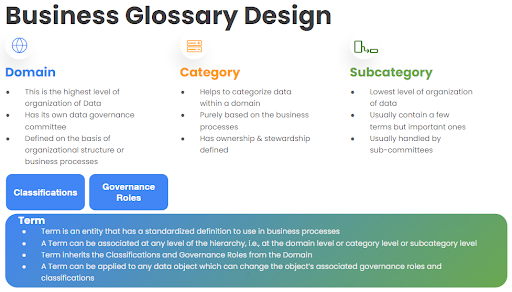 Business Glossary Design
Domain
This is the highest level of
organization of Data
Has its own data governance
committee
Defined on the basis of
organizational structure or
business processes
Category
Helps to categorize data
within a domain
Purely based on the business
processes
Has ownership & stewardship
defined
Subcategory
Lowest level of organization
of data
Usually contain a few
terms but important ones
Usually handled by
sub-committees
Classifications
Governance
Roles
Term
Term is an entity that has a standardized definition to use in business processes
A Term can be associated at any level of the hierarchy, i.e., at the domain level or category level or subcategory level
Term inherits the Classifications and Governance Roles from the Domain
A Term can be applied to any data object which can change the object's associated governance roles and
classifications